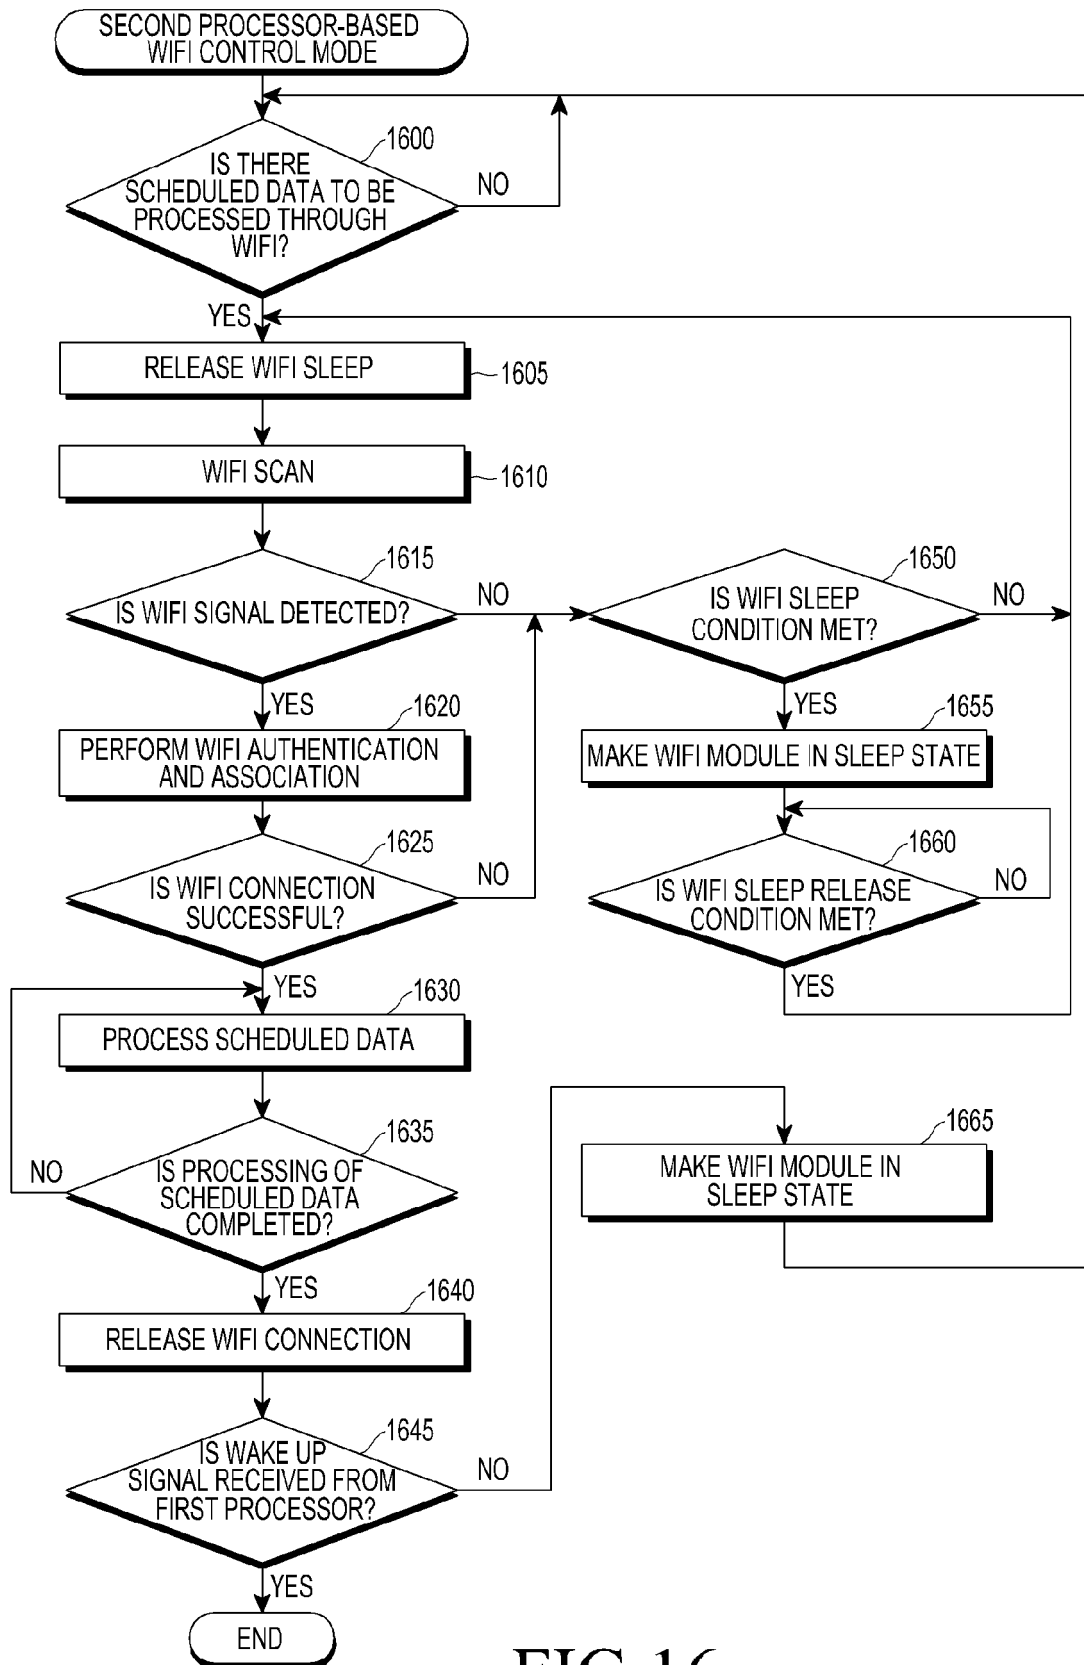 SECOND PROCESSOR-BASED
WIFI CONTROL MODE
1600
IS THERE
SCHEDULED DATA TO BE
PROCESSED THROUGH
WIFI?
NO
YES
RELEASE WIFI SLEEP
1605
WIFI SCAN
1610
1615
IS WIFI SIGNAL DETECTED?
NO
1650
IS WIFI SLEEP
CONDITION MET?
NO
YES
1620
PERFORM WIFI AUTHENTICATION
AND ASSOCIATION
YES
1655
MAKE WIFI MODULE IN SLEEP STATE
1625
IS WIFI CONNECTION
SUCCESSFUL?
NO
1660
IS WIFI SLEEP RELEASE
CONDITION MET?
NO
YES
YES
1630
PROCESS SCHEDULED DATA
1635
IS PROCESSING OF
SCHEDULED DATA
COMPLETED?
NO
1665
MAKE WIFI MODULE IN
SLEEP STATE
YES
1640
RELEASE WIFI CONNECTION
1645
IS WAKE UP
SIGNAL RECEIVED FROM
FIRST PROCESSOR?
NO
YES
END
FIG.16